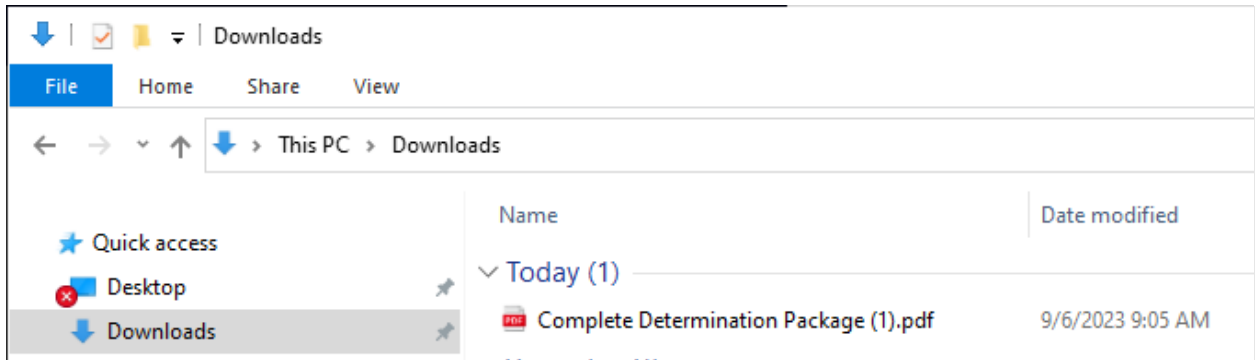 Downloads
File Home Share View
This PC > Downloads
Name Date modified
Quick access
Today (1)
Desktop
Complete Determination Package (1).pdf 9/6/2023 9:05 AM
Downloads